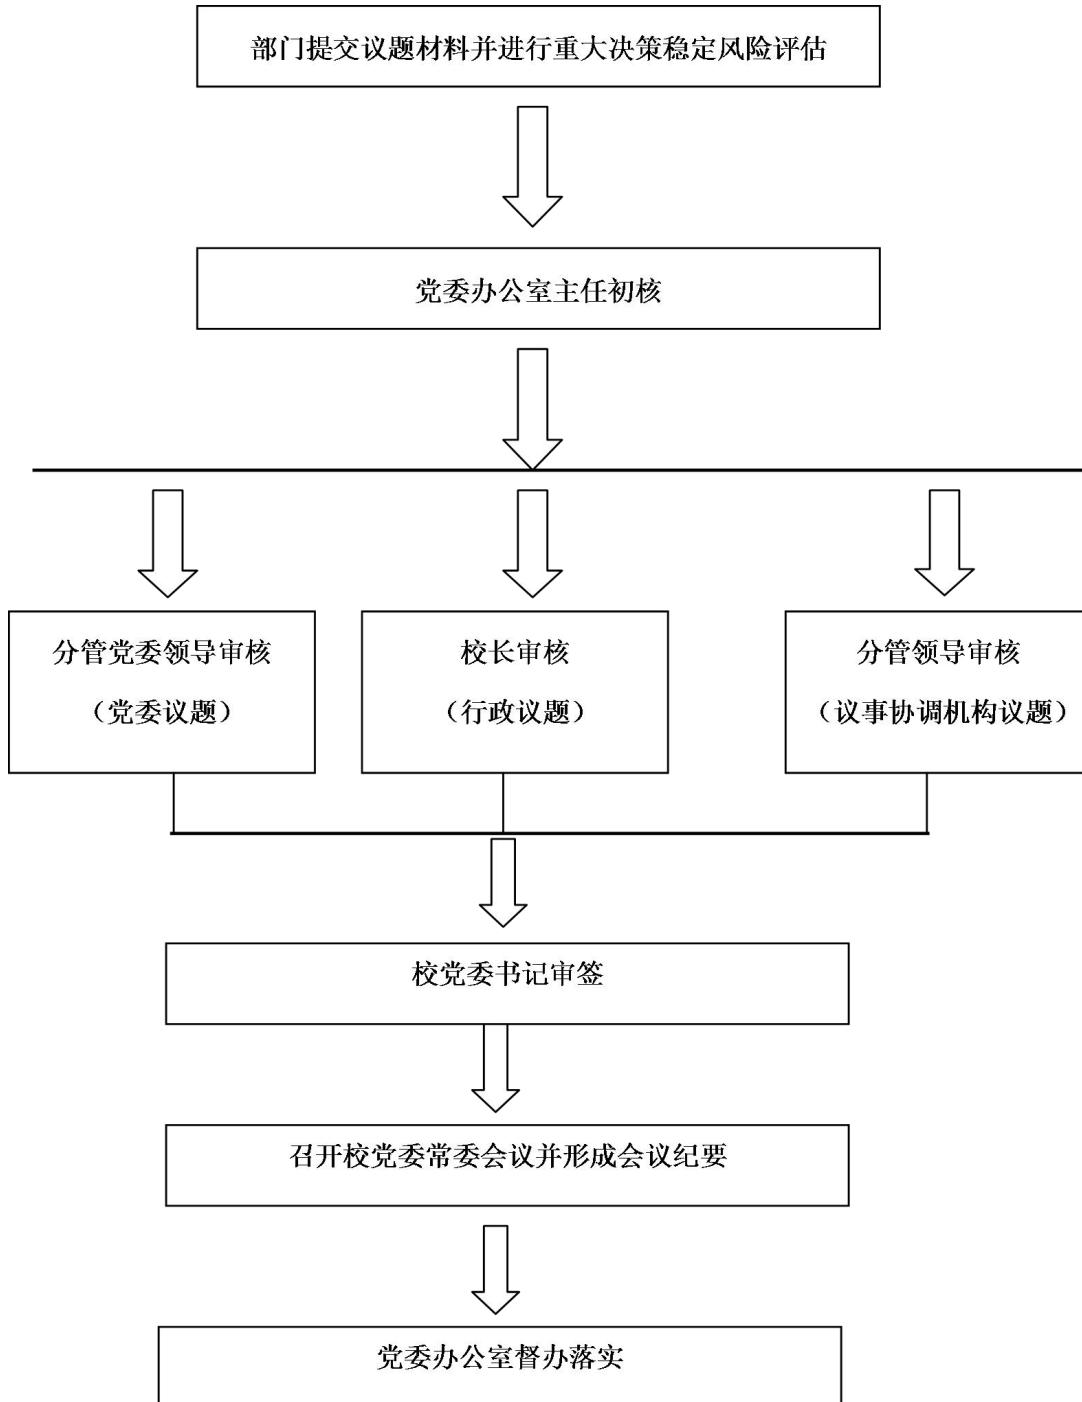 部门提交议题材料并进行重大决策稳定风险评估
党委办公室主任初核
分管党委领导审核
（党委议题）
校长审核
（行政议题）
分管领导审核
（议事协调机构议题）
校党委书记审签
召开校党委常委会议并形成会议纪要
党委办公室督办落实